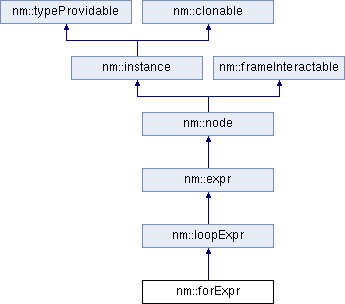 nm::typeProvidable nm::clonable
nm::instance nm::frameInteractable
nm::node
nm::expr
nm::loopExpr
nm::forExpr